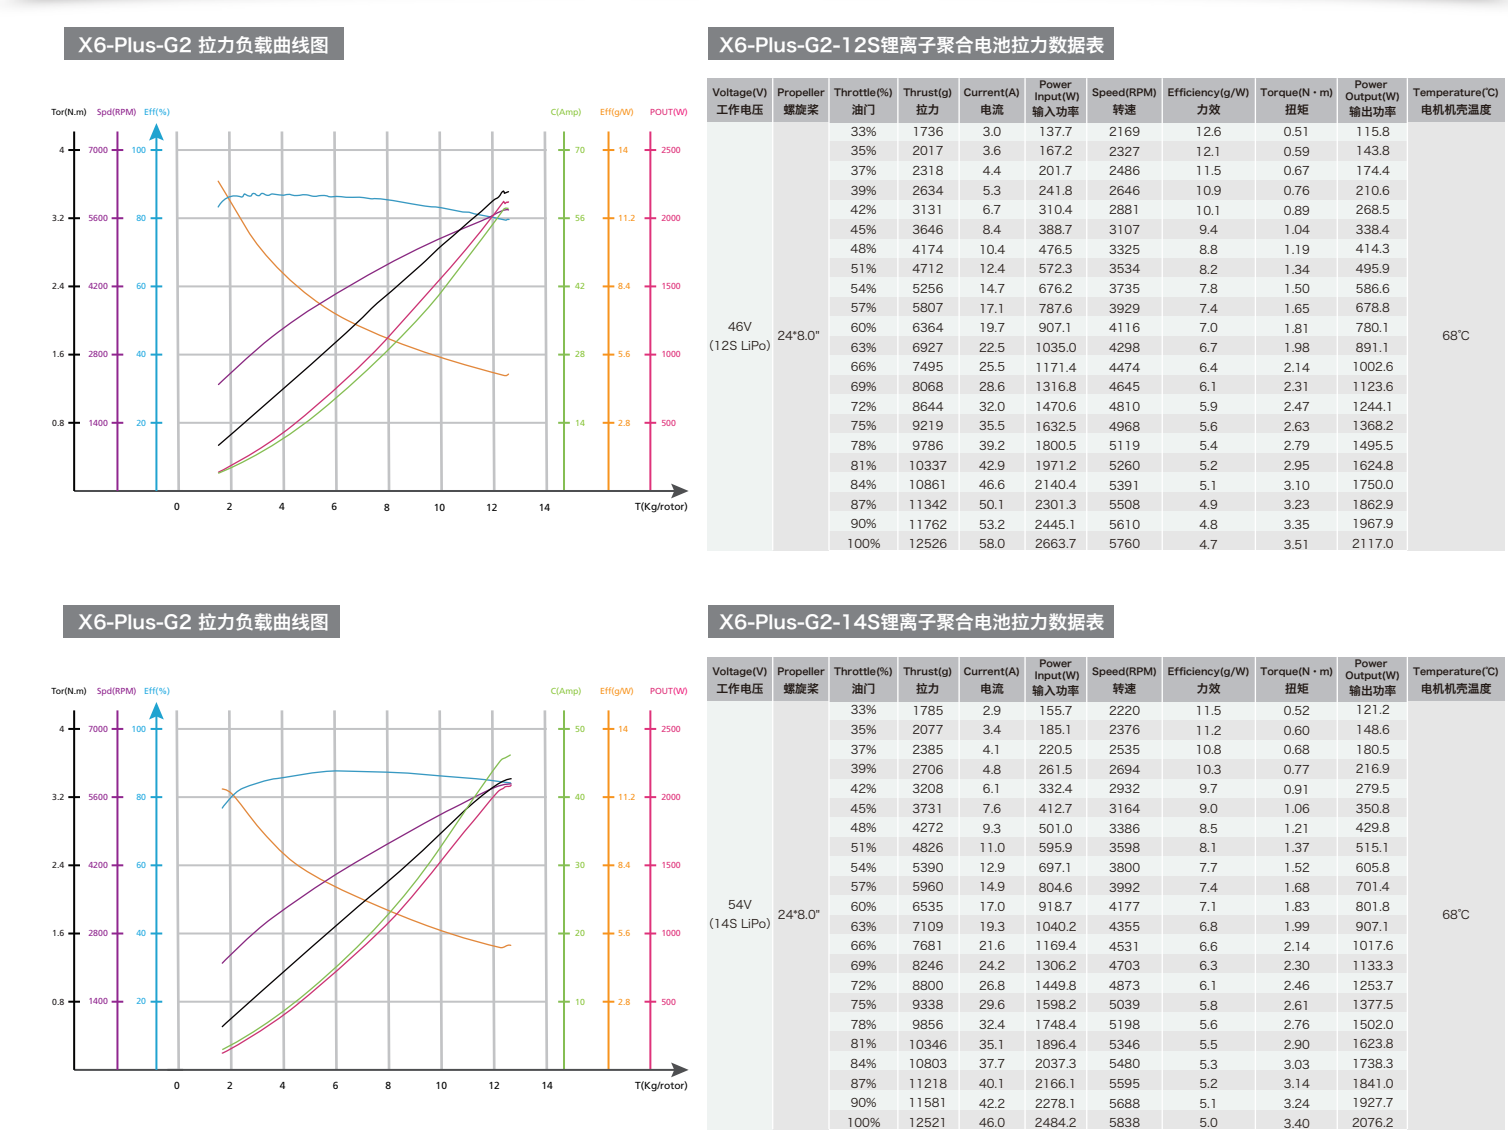 X6-Plus-G2 拉力负载曲线图
Tor(N.m) Spd(RPM) Eff(%) C(Amp) Eff(g/W) POUT(W)
4 7000 100 70 14 2500
3.2 5600 80 56 11.2 2000
2.4 4200 60 42 8.4 1500
1.6 2800 40 28 5.6 1000
0.8 1400 20 14 2.8 500
0 2 4 6 8 10 12 14 T(Kg/rotor)
X6-Plus-G2-12S锂离子聚合电池拉力数据表
Voltage(V) Propeller Throttle(%) Thrust(g) Current(A) Power Input(W) Speed(RPM) Efficiency(g/W) Torque(N·m) Power Output(W) Temperature(℃)
工作电压 螺旋桨 油门 拉力 电流 输入功率 转速 力效 扭矩 输出功率 电机机壳温度
33% 1736 3.0 137.7 2169 12.6 0.51 115.8
35% 2017 3.6 167.2 2327 12.1 0.59 143.8
37% 2318 4.4 201.7 2486 11.5 0.67 174.4
39% 2634 5.3 241.8 2646 10.9 0.76 210.6
42% 3131 6.7 310.4 2881 10.1 0.89 268.5
45% 3646 8.4 388.7 3107 9.4 1.04 338.4
48% 4174 10.4 476.5 3325 8.8 1.19 414.3
51% 4712 12.4 572.3 3534 8.2 1.34 495.9
54% 5256 14.7 676.2 3735 7.8 1.50 586.6
57% 5807 17.1 787.6 3929 7.4 1.65 678.8
46V
(12S LiPo)
24*8.0"
60% 6364 19.7 907.1 4116 7.0 1.81 780.1
68℃
63% 6927 22.5 1035.0 4298 6.7 1.98 891.1
66% 7495 25.5 1171.4 4474 6.4 2.14 1002.6
69% 8068 28.6 1316.8 4645 6.1 2.31 1123.6
72% 8644 32.0 1470.6 4810 5.9 2.47 1244.1
75% 9219 35.5 1632.5 4968 5.6 2.63 1368.2
78% 9786 39.2 1800.5 5119 5.4 2.79 1495.5
81% 10337 42.9 1971.2 5260 5.2 2.95 1624.8
84% 10861 46.6 2140.4 5391 5.1 3.10 1750.0
87% 11342 50.1 2301.3 5508 4.9 3.23 1862.9
90% 11762 53.2 2445.1 5610 4.8 3.35 1967.9
100% 12526 58.0 2663.7 5760 4.7 3.51 2117.0
X6-Plus-G2 拉力负载曲线图
Tor(N.m) Spd(RPM) Eff(%) C(Amp) Eff(g/W) POUT(W)
4 7000 100 50 14 2500
3.2 5600 80 40 11.2 2000
2.4 4200 60 30 8.4 1500
1.6 2800 40 20 5.6 1000
0.8 1400 20 10 2.8 500
0 2 4 6 8 10 12 14 T(Kg/rotor)
X6-Plus-G2-14S锂离子聚合电池拉力数据表
Voltage(V) Propeller Throttle(%) Thrust(g) Current(A) Power Input(W) Speed(RPM) Efficiency(g/W) Torque(N·m) Power Output(W) Temperature(℃)
工作电压 螺旋桨 油门 拉力 电流 输入功率 转速 力效 扭矩 输出功率 电机机壳温度
33% 1785 2.9 155.7 2220 11.5 0.52 121.2
35% 2077 3.4 185.1 2376 11.2 0.60 148.6
37% 2385 4.1 220.5 2535 10.8 0.68 180.5
39% 2706 4.8 261.5 2694 10.3 0.77 216.9
42% 3208 6.1 332.4 2932 9.7 0.91 279.5
45% 3731 7.6 412.7 3164 9.0 1.06 350.8
48% 4272 9.3 501.0 3386 8.5 1.21 429.8
51% 4826 11.0 595.9 3598 8.1 1.37 515.1
54% 5390 12.9 697.1 3800 7.7 1.52 605.8
57% 5960 14.9 804.6 3992 7.4 1.68 701.4
54V
(14S LiPo)
24*8.0"
60% 6535 17.0 918.7 4177 7.1 1.83 801.8
68℃
63% 7109 19.3 1040.2 4355 6.8 1.99 907.1
66% 7681 21.6 1169.4 4531 6.6 2.14 1017.6
69% 8246 24.2 1306.2 4703 6.3 2.30 1133.3
72% 8800 26.8 1449.8 4873 6.1 2.46 1253.7
75% 9338 29.6 1598.2 5039 5.8 2.61 1377.5
78% 9856 32.4 1748.4 5198 5.6 2.76 1502.0
81% 10346 35.1 1896.4 5346 5.5 2.90 1623.8
84% 10803 37.7 2037.3 5480 5.3 3.03 1738.3
87% 11218 40.1 2166.1 5595 5.2 3.14 1841.0
90% 11581 42.2 2278.1 5688 5.1 3.24 1927.7
100% 12521 46.0 2484.2 5838 5.0 3.40 2076.2